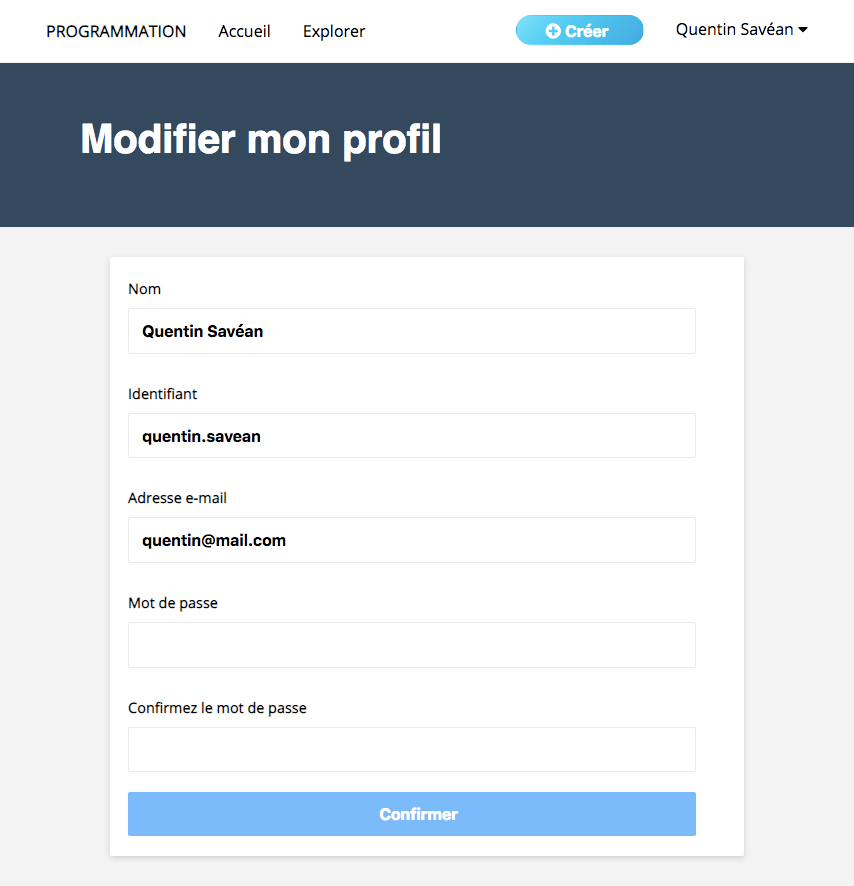 PROGRAMMATION Accueil Explorer Créer Quentin Savéan
Modifier mon profil
Nom
Quentin Savéan
Identifiant
quentin.savean
Adresse e-mail
quentin@mail.com
Mot de passe
Confirmez le mot de passe
Confirmer